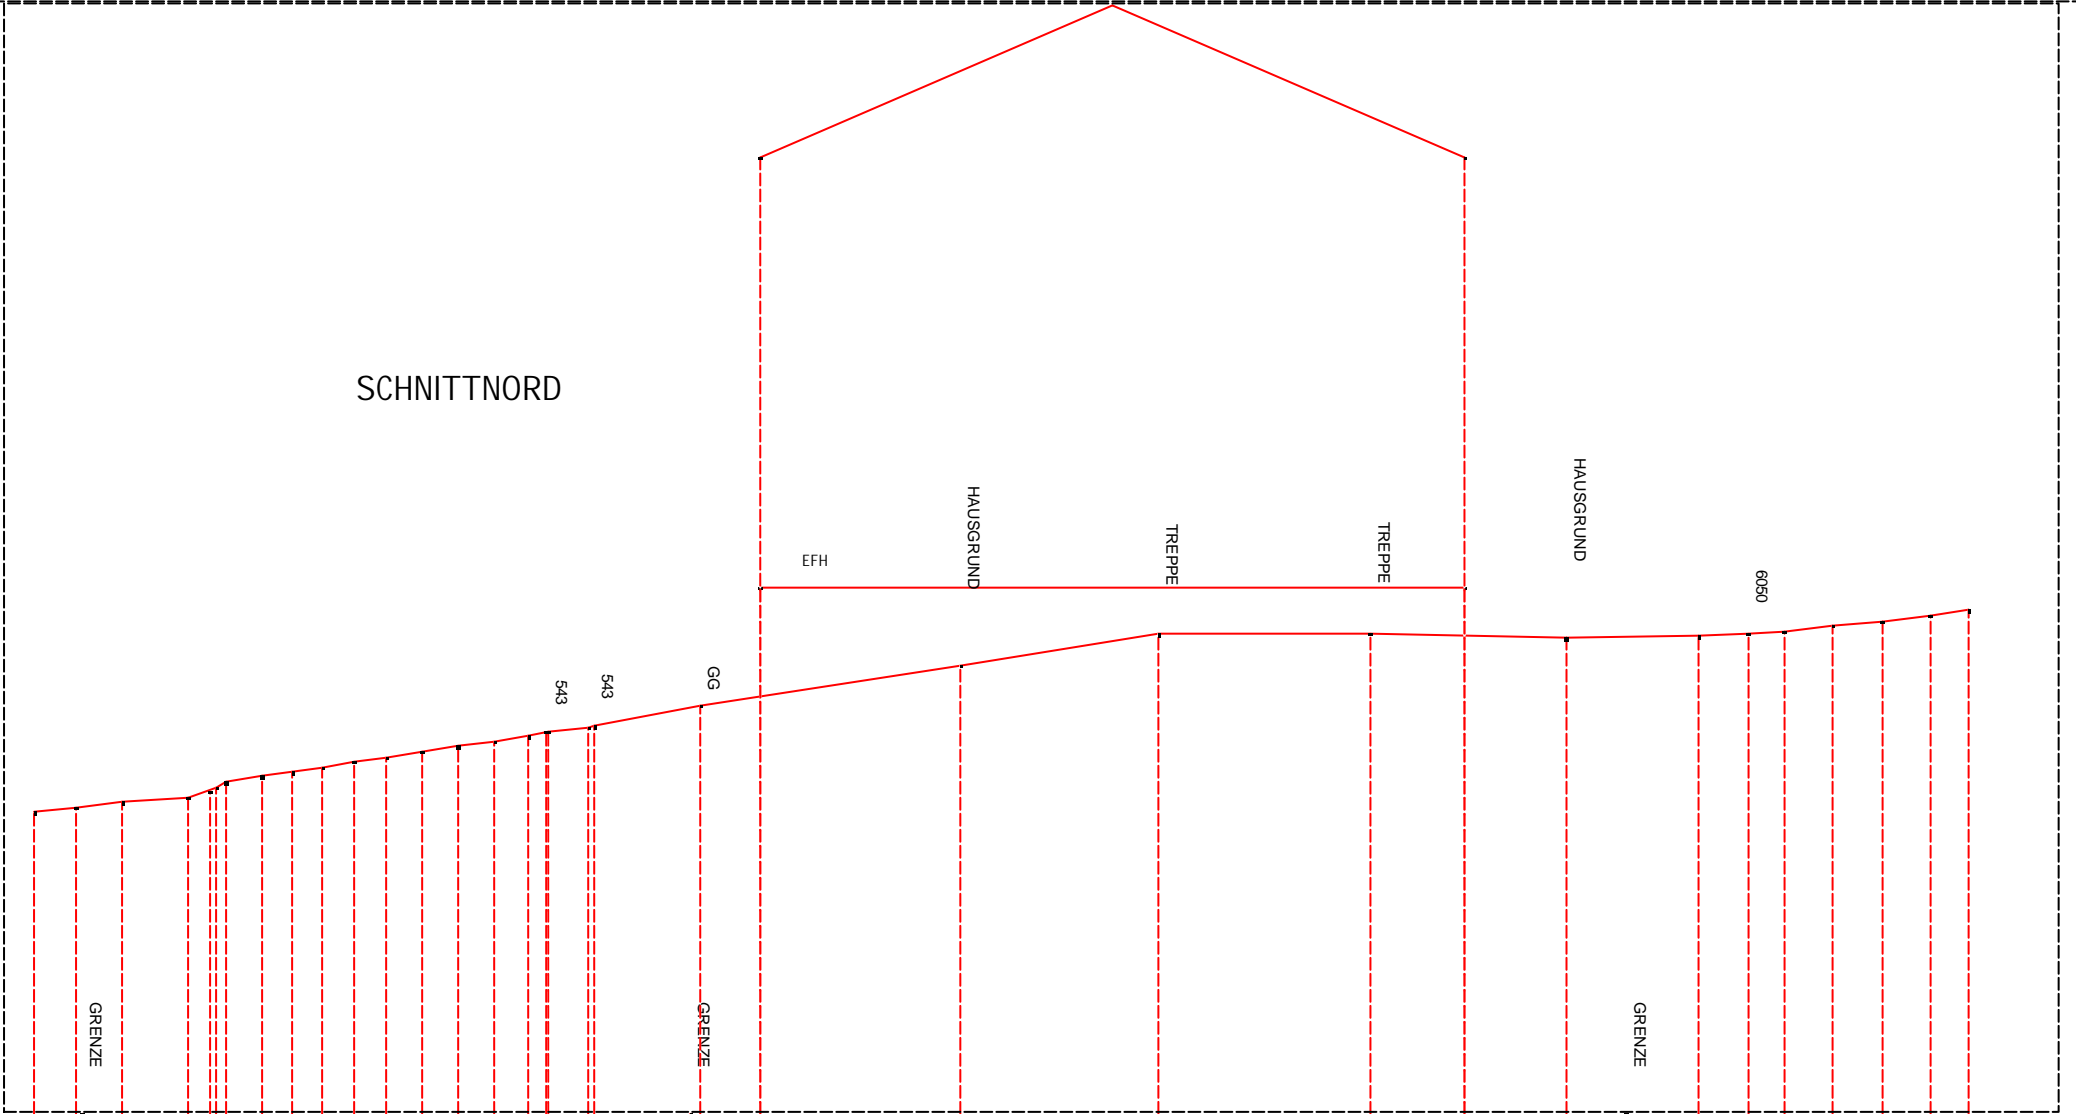 SCHNITTNORD
HAUSGRUND
HAUSGRUND
TREPPE
TREPPE
EFH
6050
GG
543
543
GRENZE
GRENZE
GRENZE